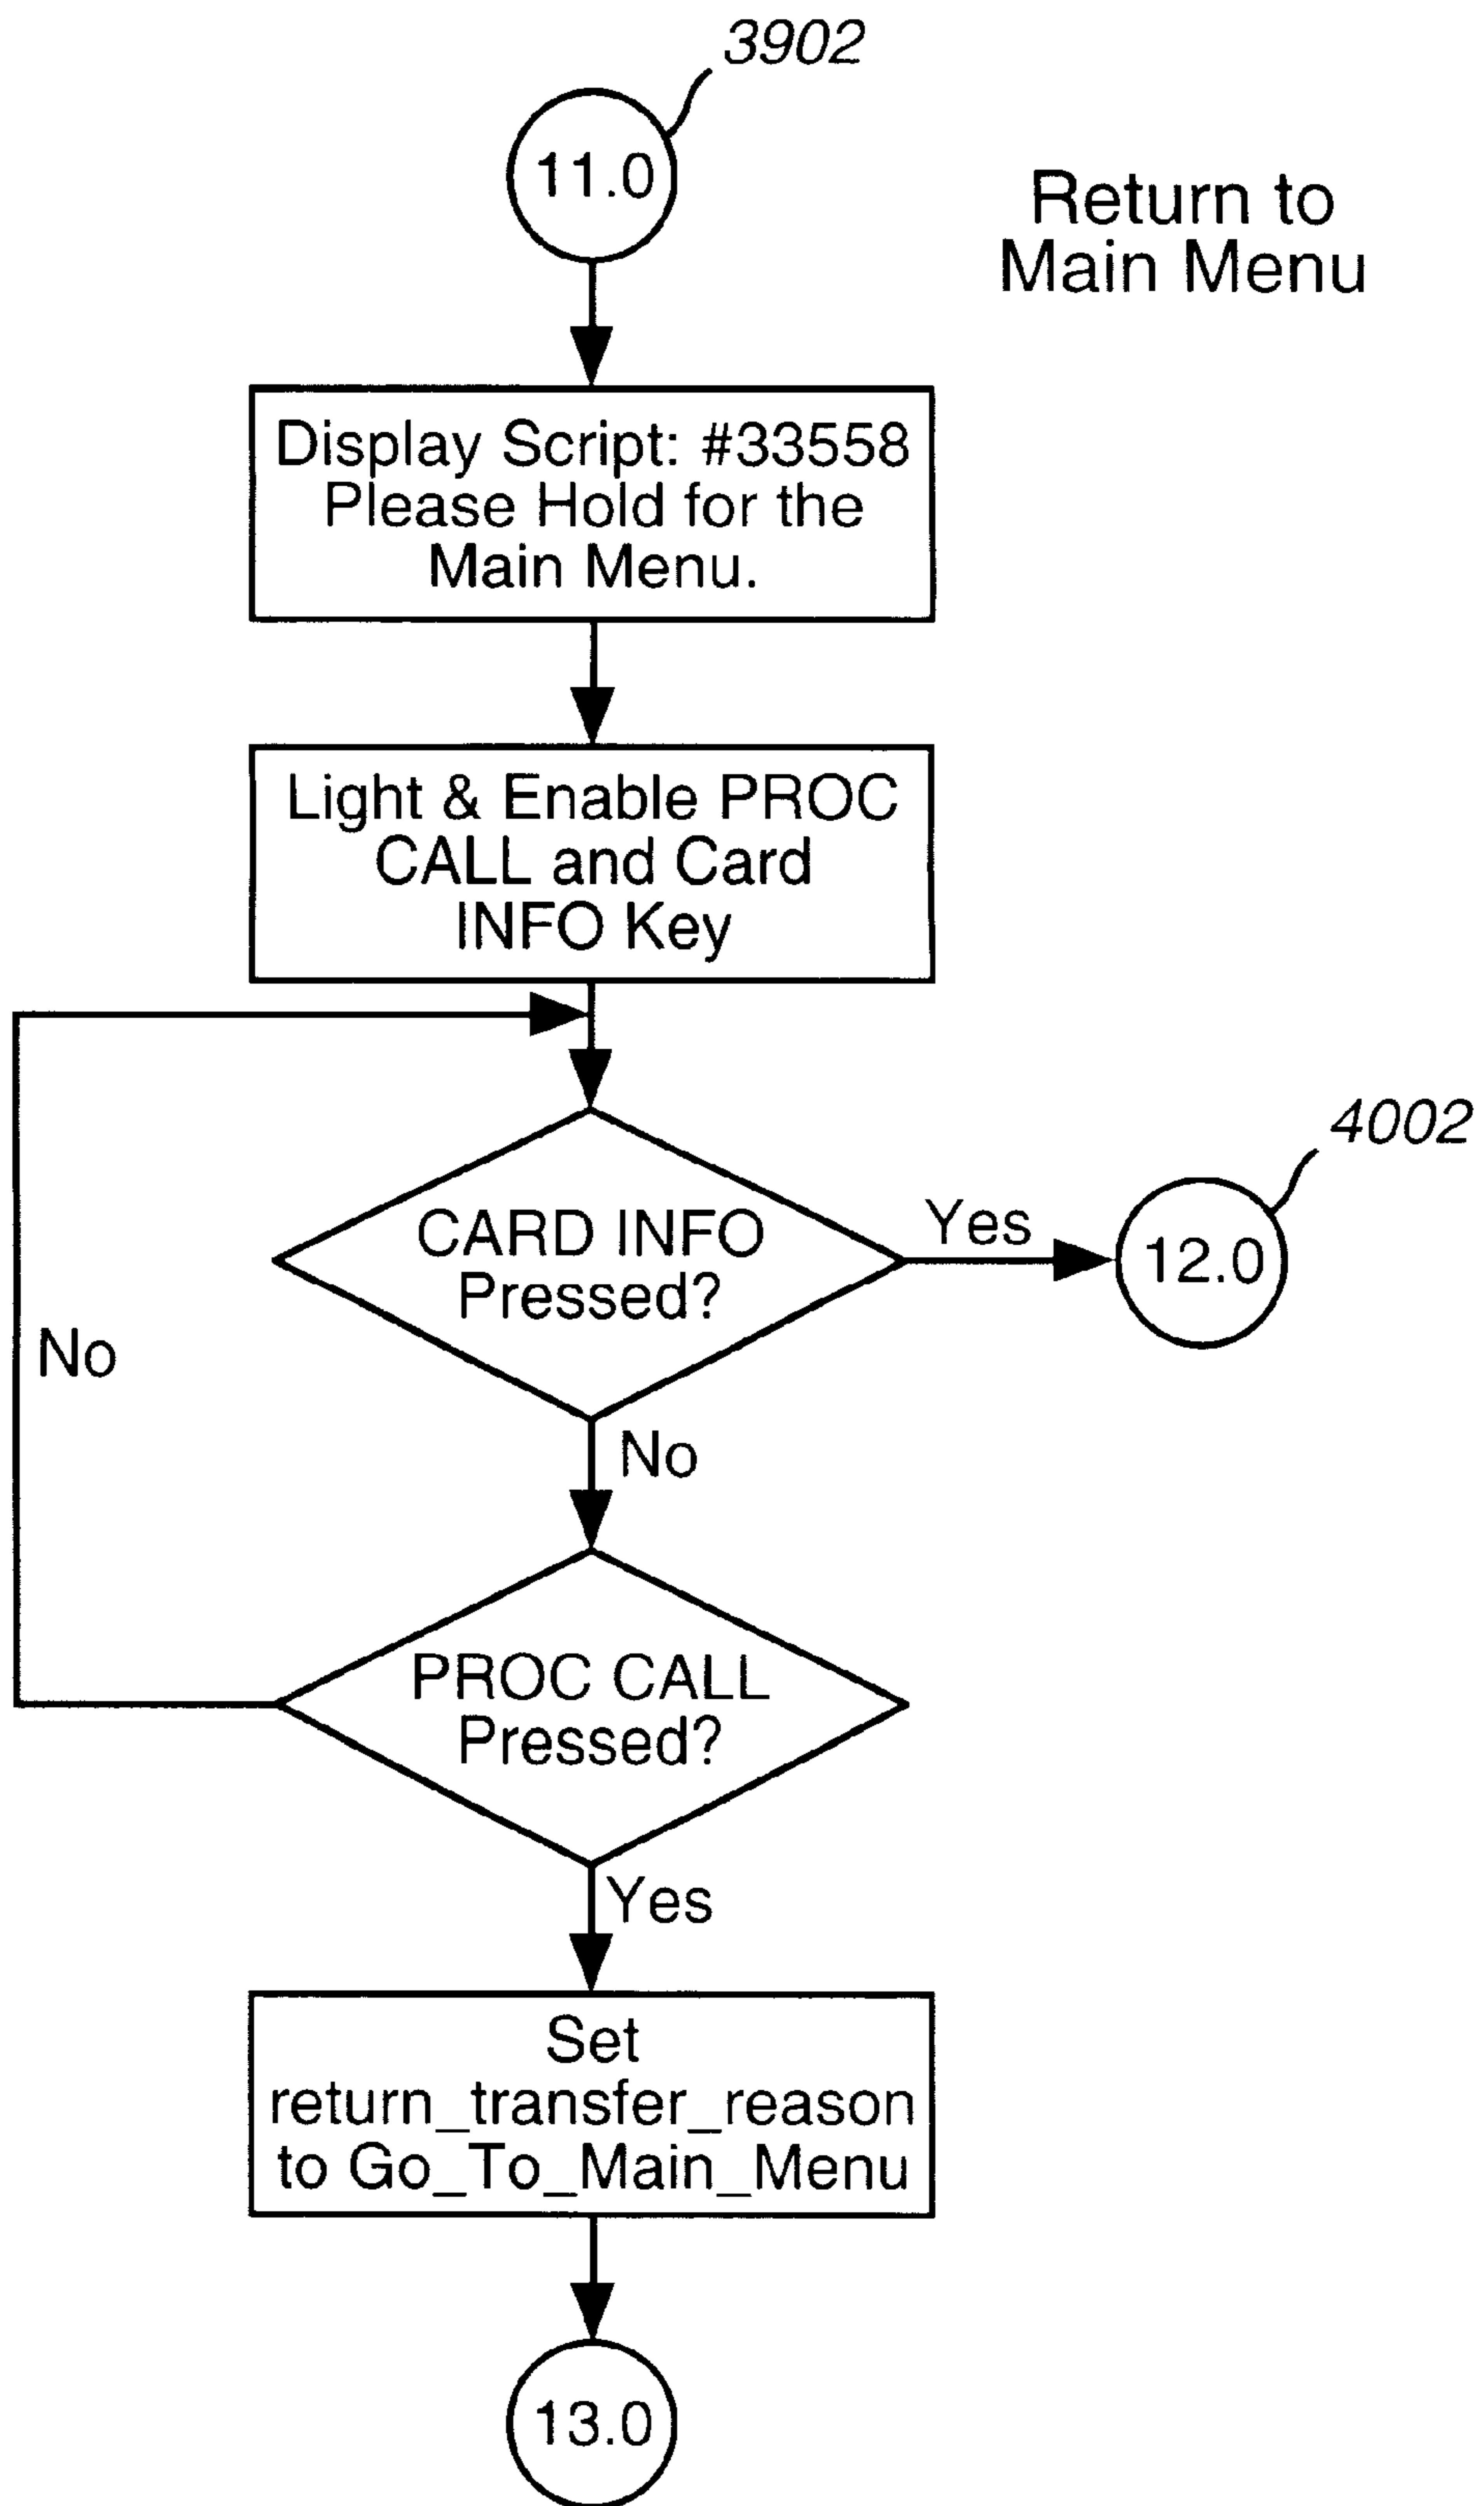 3902
11.0
Return to
Main Menu
Display Script: #33558
Please Hold for the
Main Menu.
Light & Enable PROC
CALL and Card
INFO Key
4002
CARD INFO
Pressed?
Yes
12.0
No
No
PROC CALL
Pressed?
Yes
Set
return_transfer_reason
to Go_To_Main_Menu
13.0